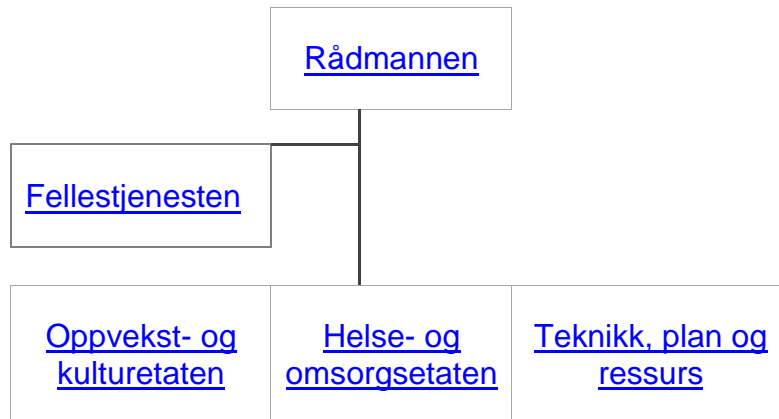 Rådmannen
Fellestjenesten
Oppvekst- og
kulturetaten
Helse- og
omsorgsetaten
Teknikk, plan og
ressurs